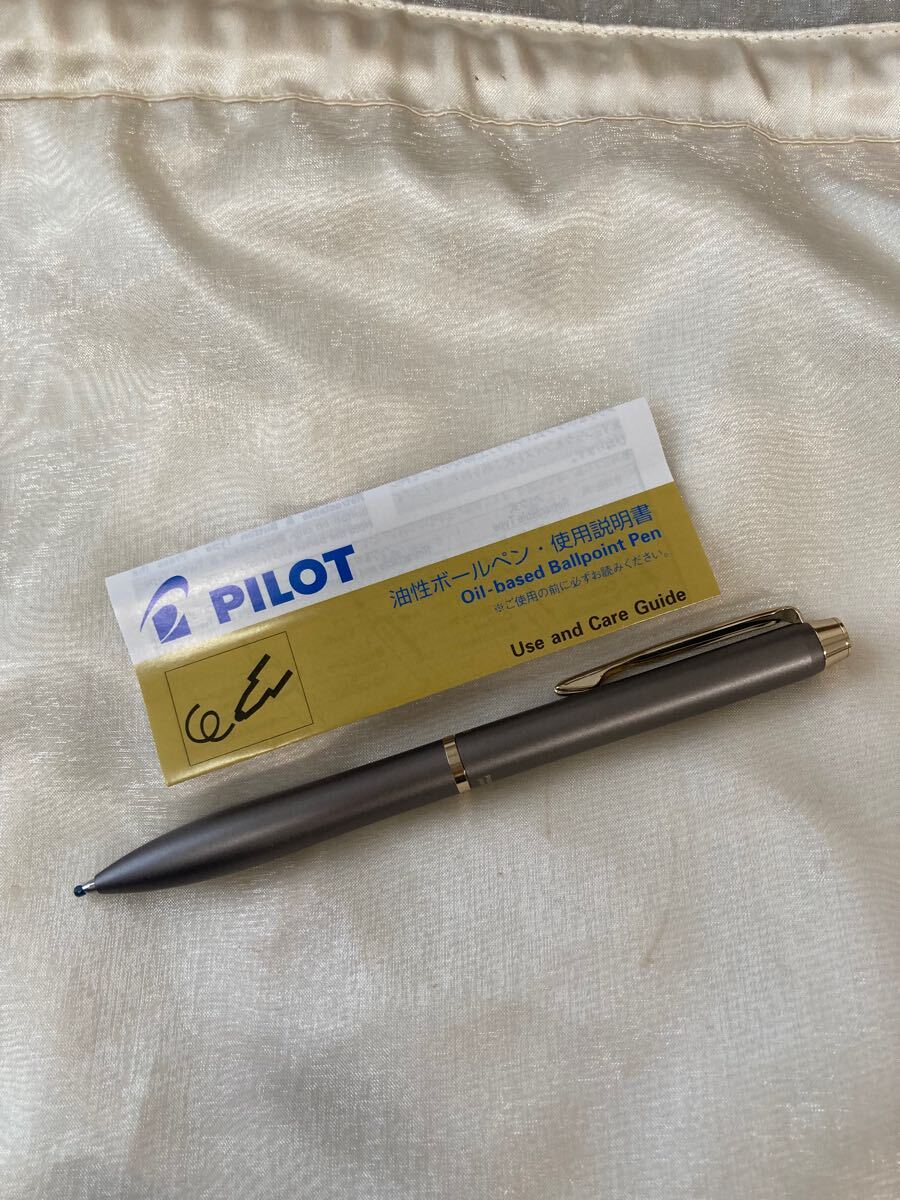 PILOT
油性ボールペン・使用説明書
Oil-based Ballpoint Pen
※ご使用の前に必ずお読みください。
Use and Care Guide